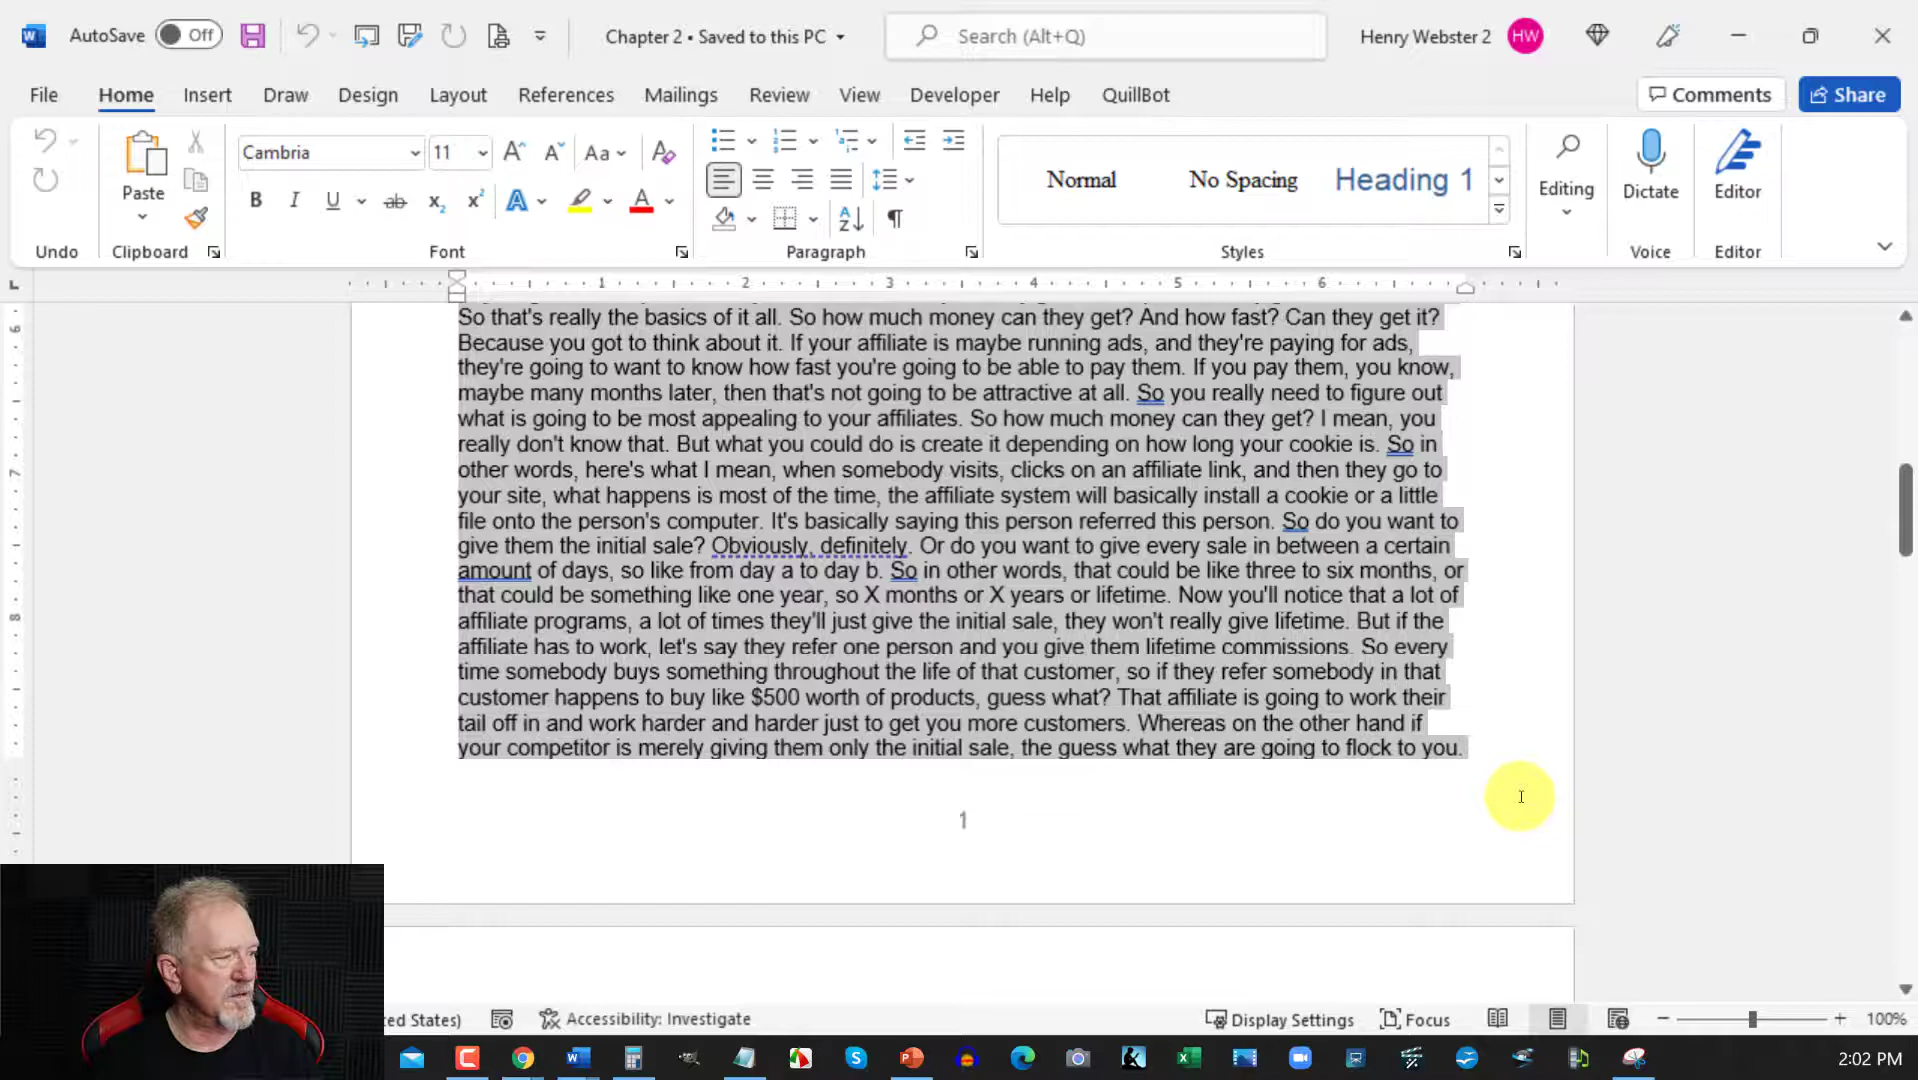 AutoSave Off Chapter 2 • Saved to this PC Search (Alt+Q) Henry Webster 2 HW
File Home Insert Draw Design Layout References Mailings Review View Developer Help QuillBot Comments Share
Paste Cambria 11 Aa Normal No Spacing Heading 1 Editing Dictate Editor
Undo Clipboard Font Paragraph Styles Voice Editor
1 2 3 4 5 6
So that's really the basics of it all. So how much money can they get? And how fast? Can they get it?
Because you got to think about it. If your affiliate is maybe running ads, and they're paying for ads,
they're going to want to know how fast you're going to be able to pay them. If you pay them, you know,
maybe many months later, then that's not going to be attractive at all. So you really need to figure out
what is going to be most appealing to your affiliates. So how much money can they get? I mean, you
really don't know that. But what you could do is create it depending on how long your cookie is. So in
other words, here's what I mean, when somebody visits, clicks on an affiliate link, and then they go to
your site, what happens is most of the time, the affiliate system will basically install a cookie or a little
file onto the person's computer. It's basically saying this person referred this person. So do you want to
give them the initial sale? Obviously, definitely. Or do you want to give every sale in between a certain
amount of days, so like from day a to day b. So in other words, that could be like three to six months, or
that could be something like one year, so X months or X years or lifetime. Now you'll notice that a lot of
affiliate programs, a lot of times they'll just give the initial sale, they won't really give lifetime. But if the
affiliate has to work, let's say they refer one person and you give them lifetime commissions. So every
time somebody buys something throughout the life of that customer, so if they refer somebody in that
customer happens to buy like $500 worth of products, guess what? That affiliate is going to work their
tail off in and work harder and harder just to get you more customers. Whereas on the other hand if
your competitor is merely giving them only the initial sale, the guess what they are going to flock to you.
1
ed States) Accessibility: Investigate Display Settings Focus 100%
2:02 PM